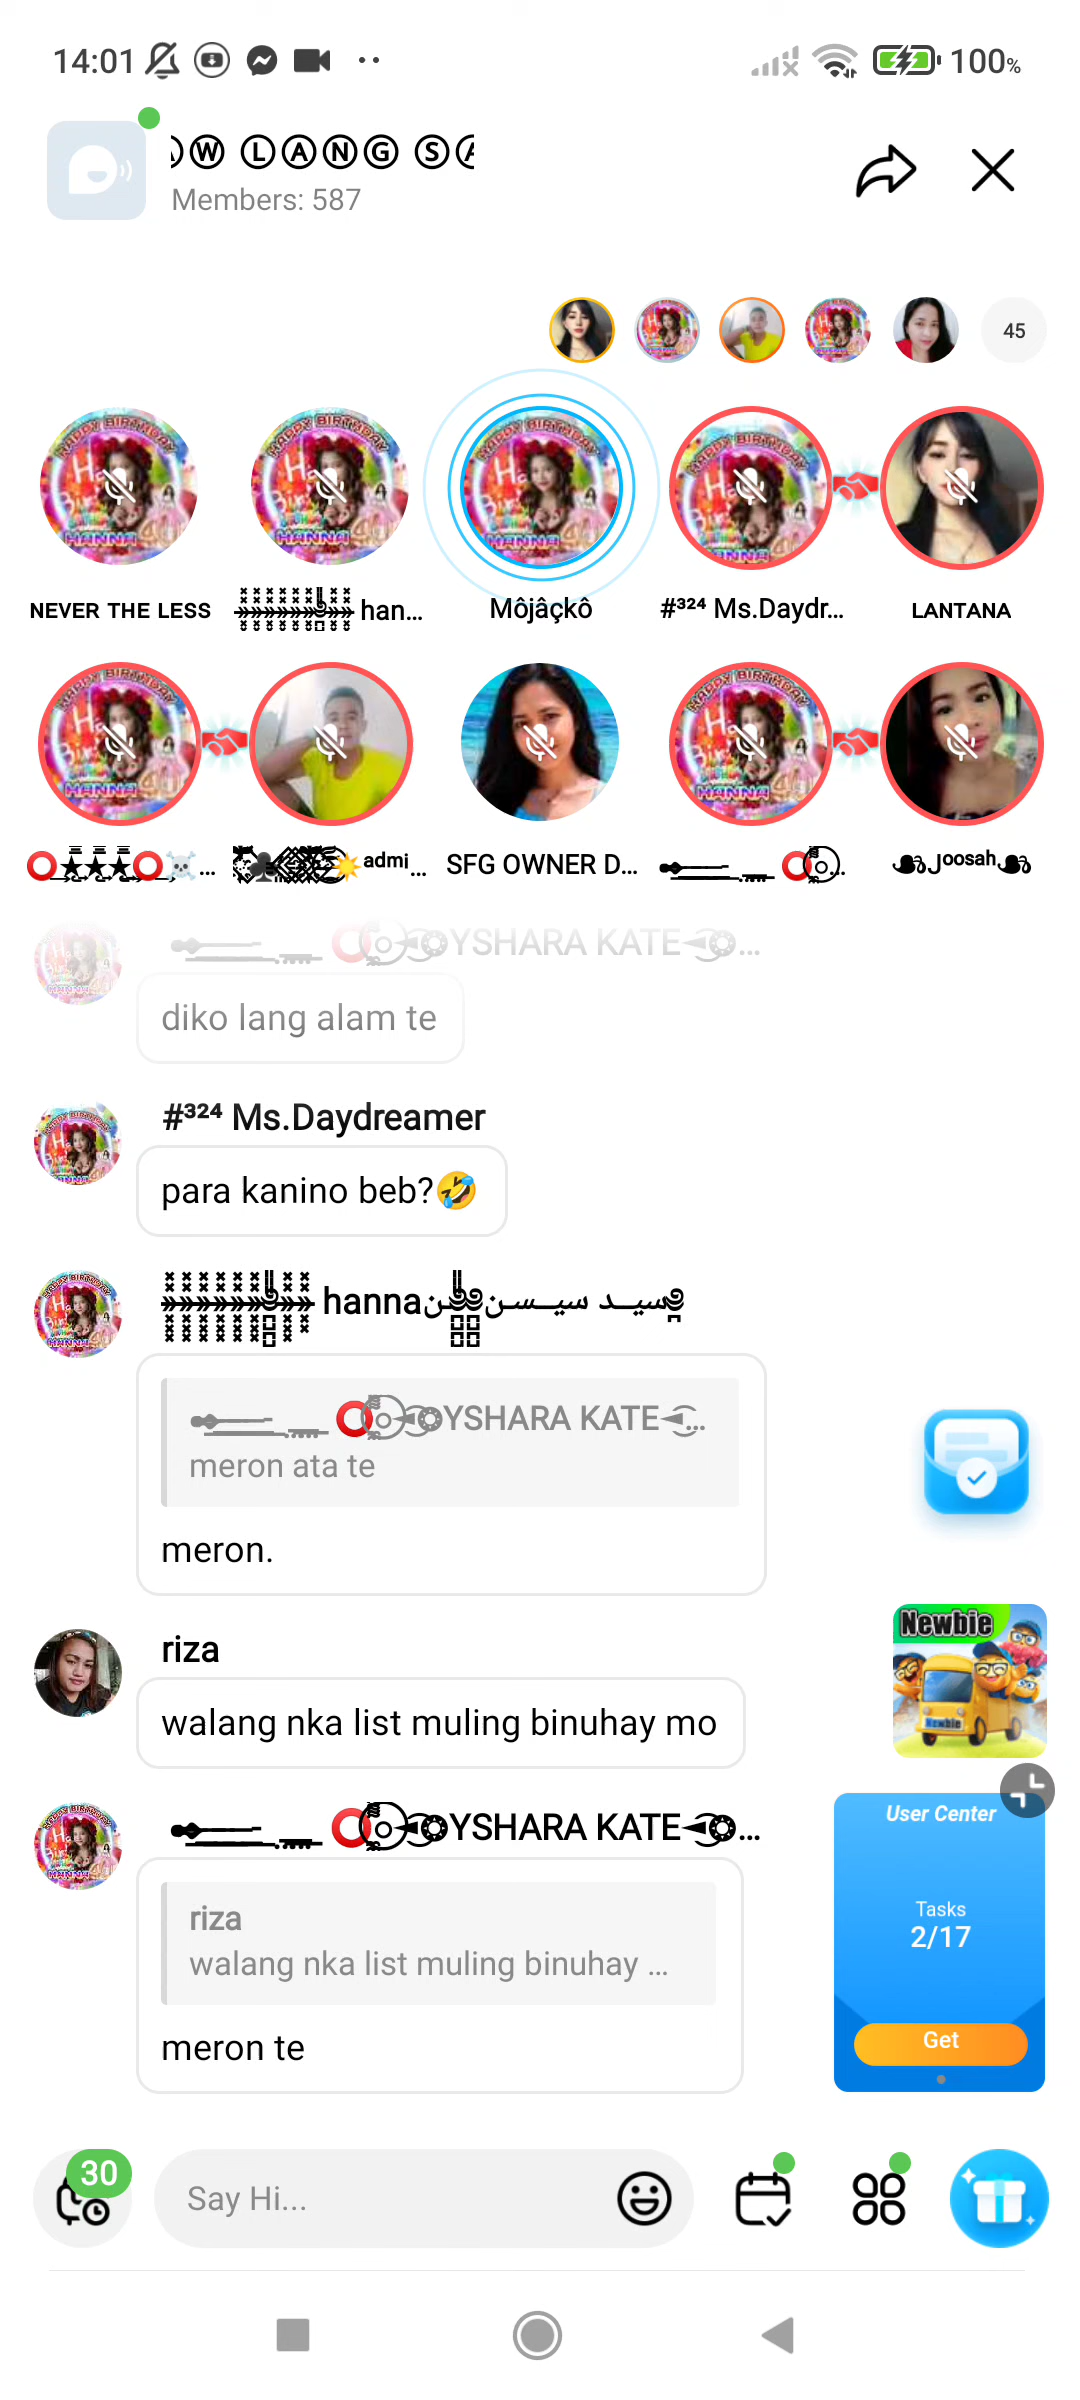 14:01
100%
Ⓦ ⓁⒶⓃⒼ Ⓢ
Members: 587
45
NEVER THE LESS
han...
Môjâçkô
#³²⁴ Ms.Daydr...
LANTANA
ᵃᵈᵐⁱ...
SFG OWNER D...
Jᵒᵒˢᵃʰ
YSHARA KATE
diko lang alam te
#³²⁴ Ms.Daydreamer
para kanino beb?🤣
hanna
YSHARA KATE
meron ata te
meron.
riza
walang nka list muling binuhay mo
YSHARA KATE
riza
walang nka list muling binuhay ...
meron te
Newbie
Newbie
User Center
Tasks
2/17
Get
30
Say Hi...